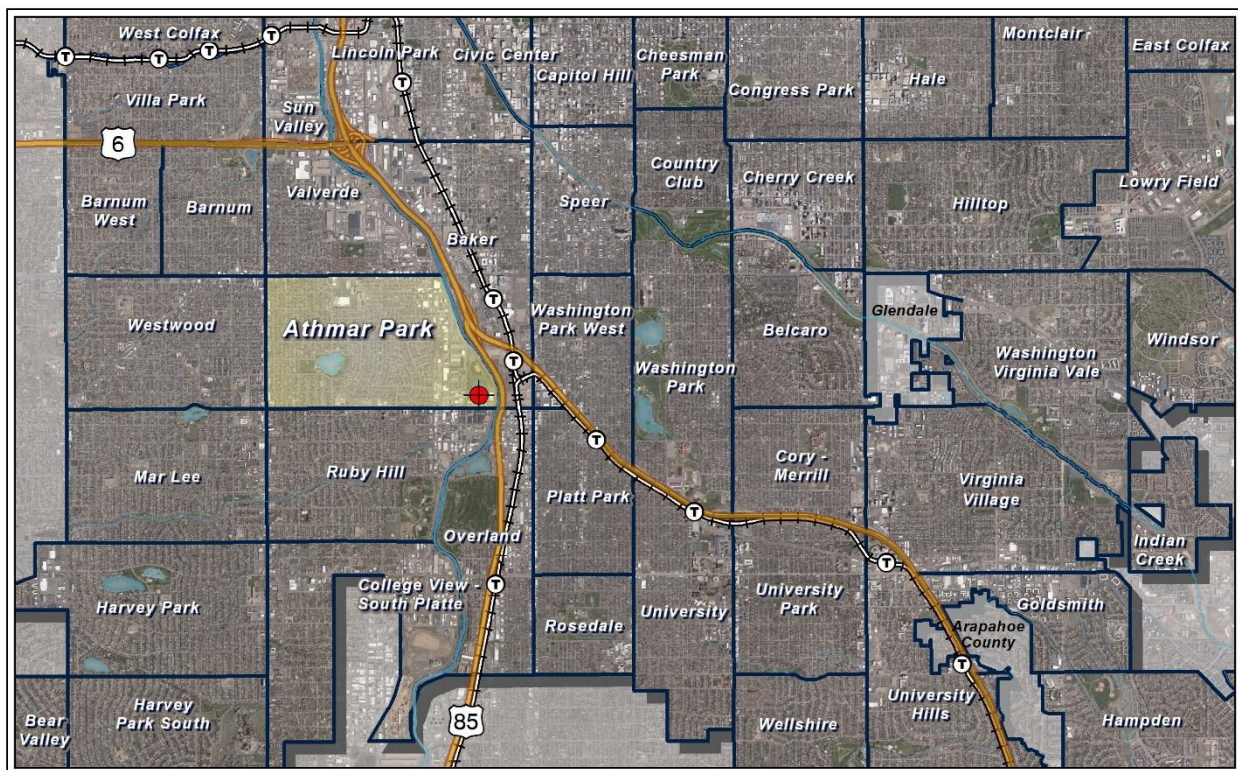 West Colfax
Lincoln Park
Civic Center
Capitol Hill
Cheesman
Park
Congress Park
Hale
Montclair
East Colfax
Villa Park
Sun
Valley
6
Barnum
West
Barnum
Valverde
Baker
Speer
Country
Club
Cherry Creek
Hilltop
Lowry Field
Westwood
Athmar Park
Washington
Park West
Washington
Park
Belcaro
Glendale
Washington
Virginia Vale
Windsor
Mar Lee
Ruby Hill
Overland
Platt Park
Cory -
Merrill
Virginia
Village
Indian
Creek
Harvey Park
College View -
South Platte
Rosedale
University
University
Park
Goldsmith
Arapahoe
County
Bear
Valley
Harvey
Park South
85
Wellshire
University
Hills
Hampden
T
T
T
T
T
T
T
T
T
T
T
T